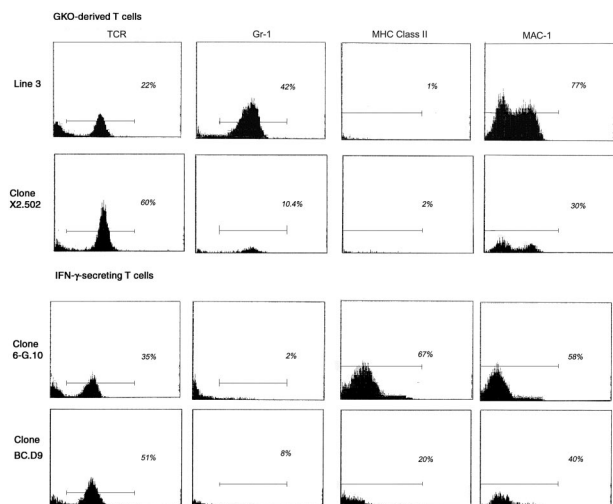 GKO-derived T cells
TCR Gr-1 MHC Class II MAC-1
Line 3 22% 42% 1% 77%
Clone
X2.502 60% 10.4% 2% 30%
IFN-γ-secreting T cells
Clone
6-G.10 35% 2% 67% 58%
Clone
BC.D9 51% 8% 20% 40%